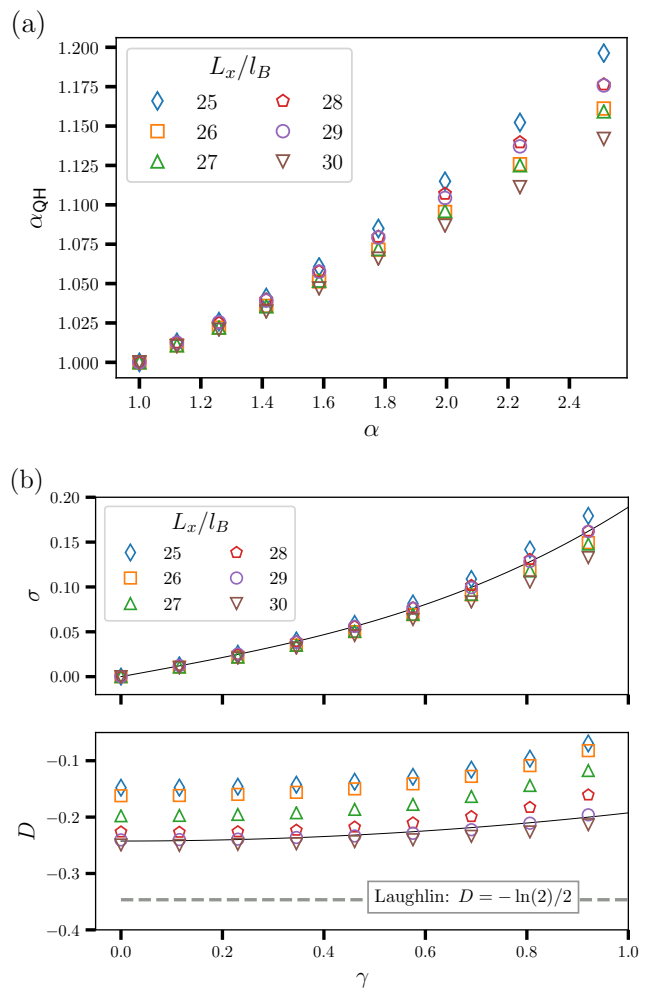 (a)
1.200
1.175
1.150
1.125
1.100
1.075
1.050
1.025
1.000
α_QH
L_x/l_B
25 28
26 29
27 30
1.0 1.2 1.4 1.6 1.8 2.0 2.2 2.4
α
(b)
0.20
0.15
0.10
0.05
0.00
σ
L_x/l_B
25 28
26 29
27 30
−0.1
−0.2
−0.3
−0.4
D
Laughlin: D = − ln(2)/2
0.0 0.2 0.4 0.6 0.8 1.0
γ